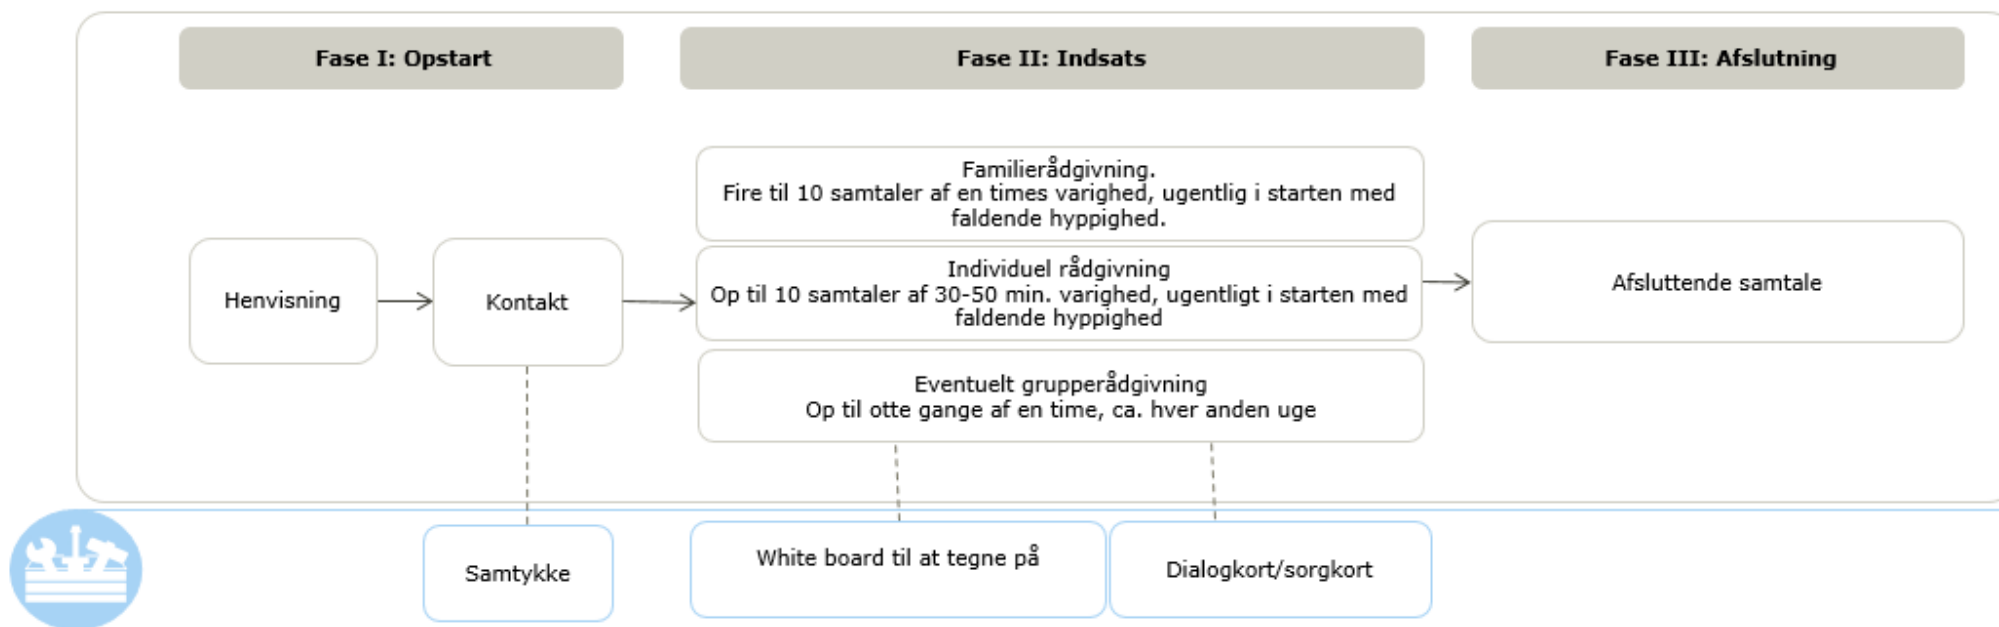 Fase I: Opstart
Fase II: Indsats
Fase III: Afslutning
Henvisning
Kontakt
Familierådgivning.
Fire til 10 samtaler af en times varighed, ugentlig i starten med
faldende hyppighed.
Individuel rådgivning
Op til 10 samtaler af 30-50 min. varighed, ugentligt i starten med
faldende hyppighed
Eventuelt grupperådgivning
Op til otte gange af en time, ca. hver anden uge
Afsluttende samtale
Samtykke
White board til at tegne på
Dialogkort/sorgkort